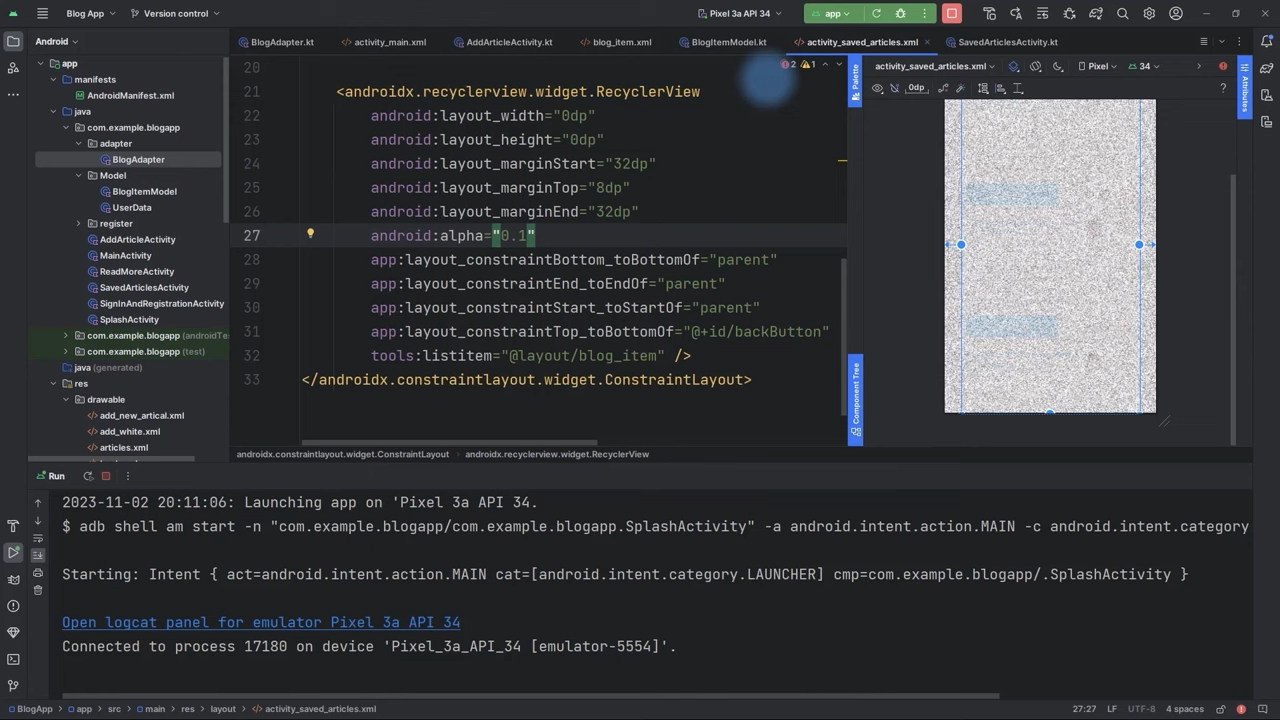 Blog App
Version control
Pixel 3a API 34
app
Android
BlogAdapter.kt
activity_main.xml
AddArticleActivity.kt
blog_item.xml
BlogItemModel.kt
activity_saved_articles.xml
SavedArticlesActivity.kt
app
manifests
AndroidManifest.xml
java
com.example.blogapp
adapter
BlogAdapter
Model
BlogItemModel
UserData
register
AddArticleActivity
MainActivity
ReadMoreActivity
SavedArticlesActivity
SignInAndRegistrationActivity
SplashActivity
com.example.blogapp (androidTes
com.example.blogapp (test)
java (generated)
res
drawable
add_new_artical.xml
add_white.xml
articles.xml
2 1
20
21 <androidx.recyclerview.widget.RecyclerView
22 android:layout_width="0dp"
23 android:layout_height="0dp"
24 android:layout_marginStart="32dp"
25 android:layout_marginTop="8dp"
26 android:layout_marginEnd="32dp"
27 android:alpha="0.1"
28 app:layout_constraintBottom_toBottomOf="parent"
29 app:layout_constraintEnd_toEndOf="parent"
30 app:layout_constraintStart_toStartOf="parent"
31 app:layout_constraintTop_toBottomOf="@+id/backButton"
32 tools:listitem="@layout/blog_item" />
33 </androidx.constraintlayout.widget.ConstraintLayout>
androidx.constraintlayout.widget.ConstraintLayout androidx.recyclerview.widget.RecyclerView
Palette
Component Tree
activity_saved_articles.xml
Pixel
34
0dp
?
Attributes
Run
2023-11-02 20:11:06: Launching app on 'Pixel 3a API 34.
$ adb shell am start -n "com.example.blogapp/com.example.blogapp.SplashActivity" -a android.intent.action.MAIN -c android.intent.category
Starting: Intent { act=android.intent.action.MAIN cat=[android.intent.category.LAUNCHER] cmp=com.example.blogapp/.SplashActivity }
Open logcat panel for emulator Pixel 3a API 34
Connected to process 17180 on device 'Pixel_3a_API_34 [emulator-5554]'.
BlogApp
app
src
main
res
layout
activity_saved_articles.xml
27:27
LF
UTF-8
4 spaces